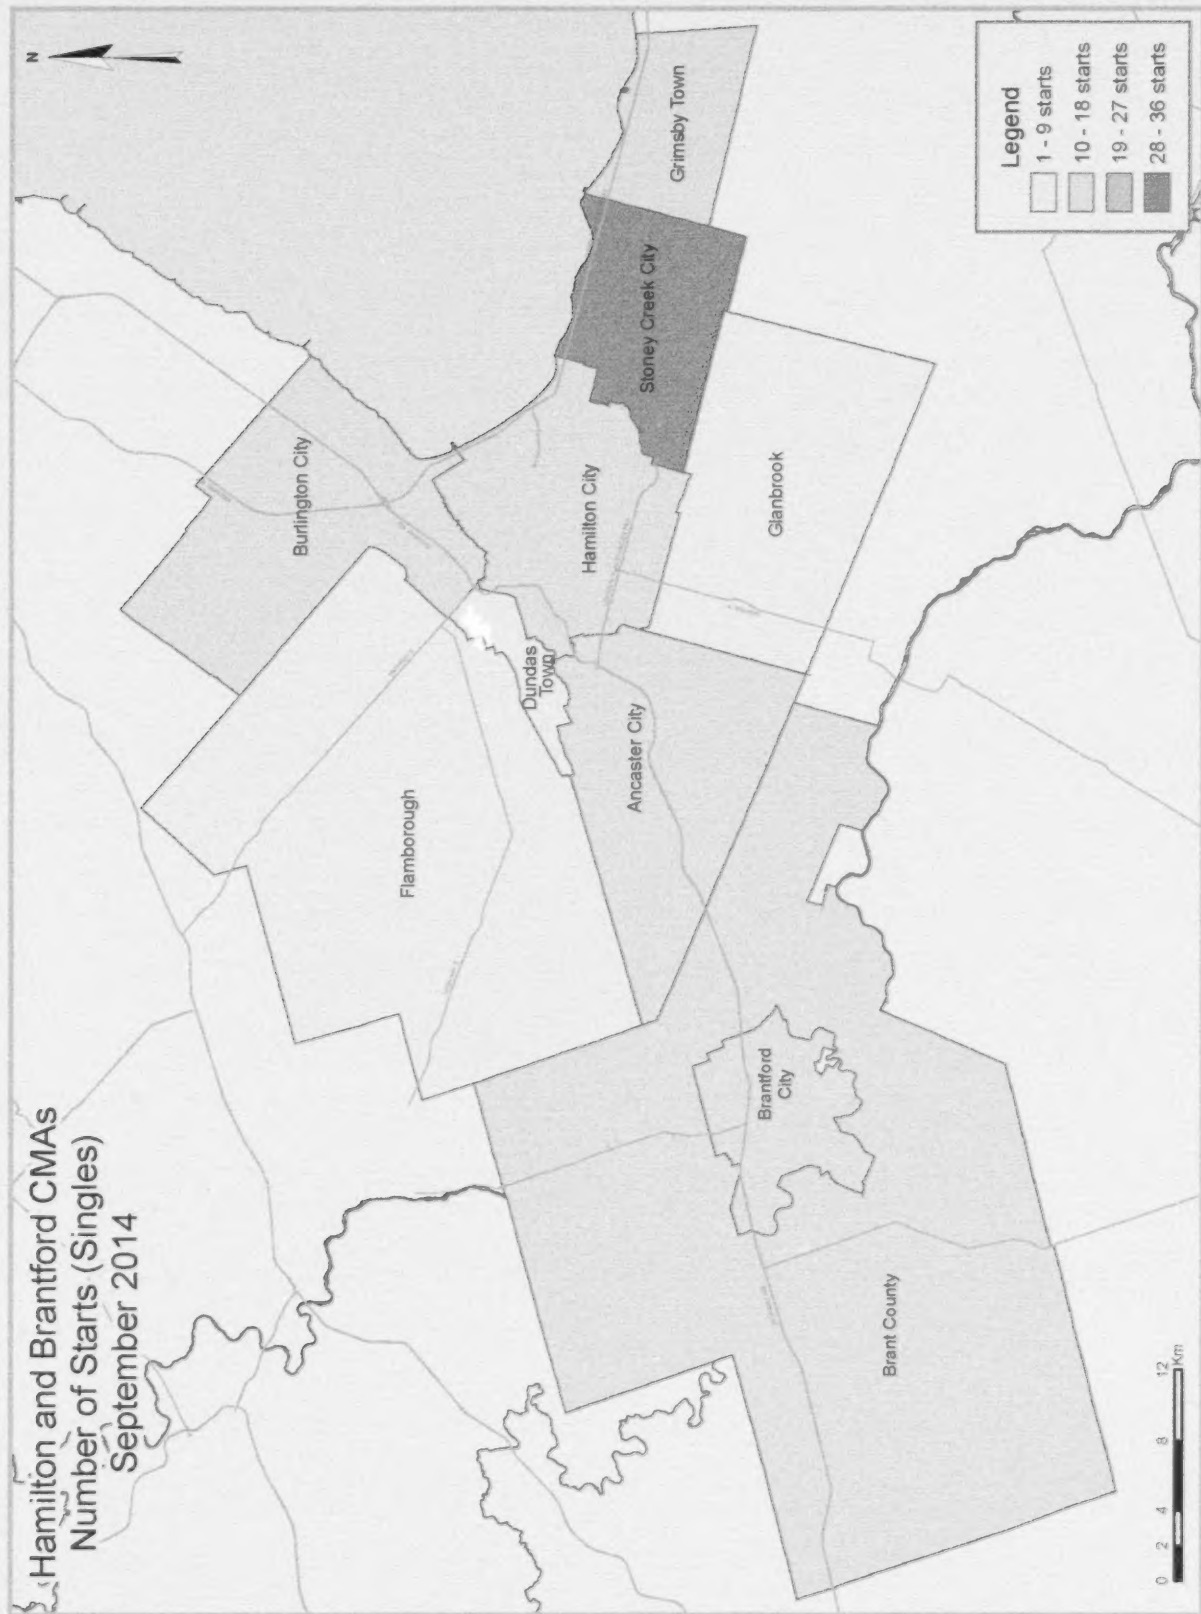 Hamilton and Brantford CMAs
Number of Starts (Singles)
September 2014
N
Burlington City
Grimsby Town
Flamborough
Dundas
Town
Hamilton City
Stoney Creek City
Ancaster City
Glanbrook
Brantford
City
Brant County
Legend
1 - 9 starts
10 - 18 starts
19 - 27 starts
28 - 36 starts
0 2 4 8 12
Km